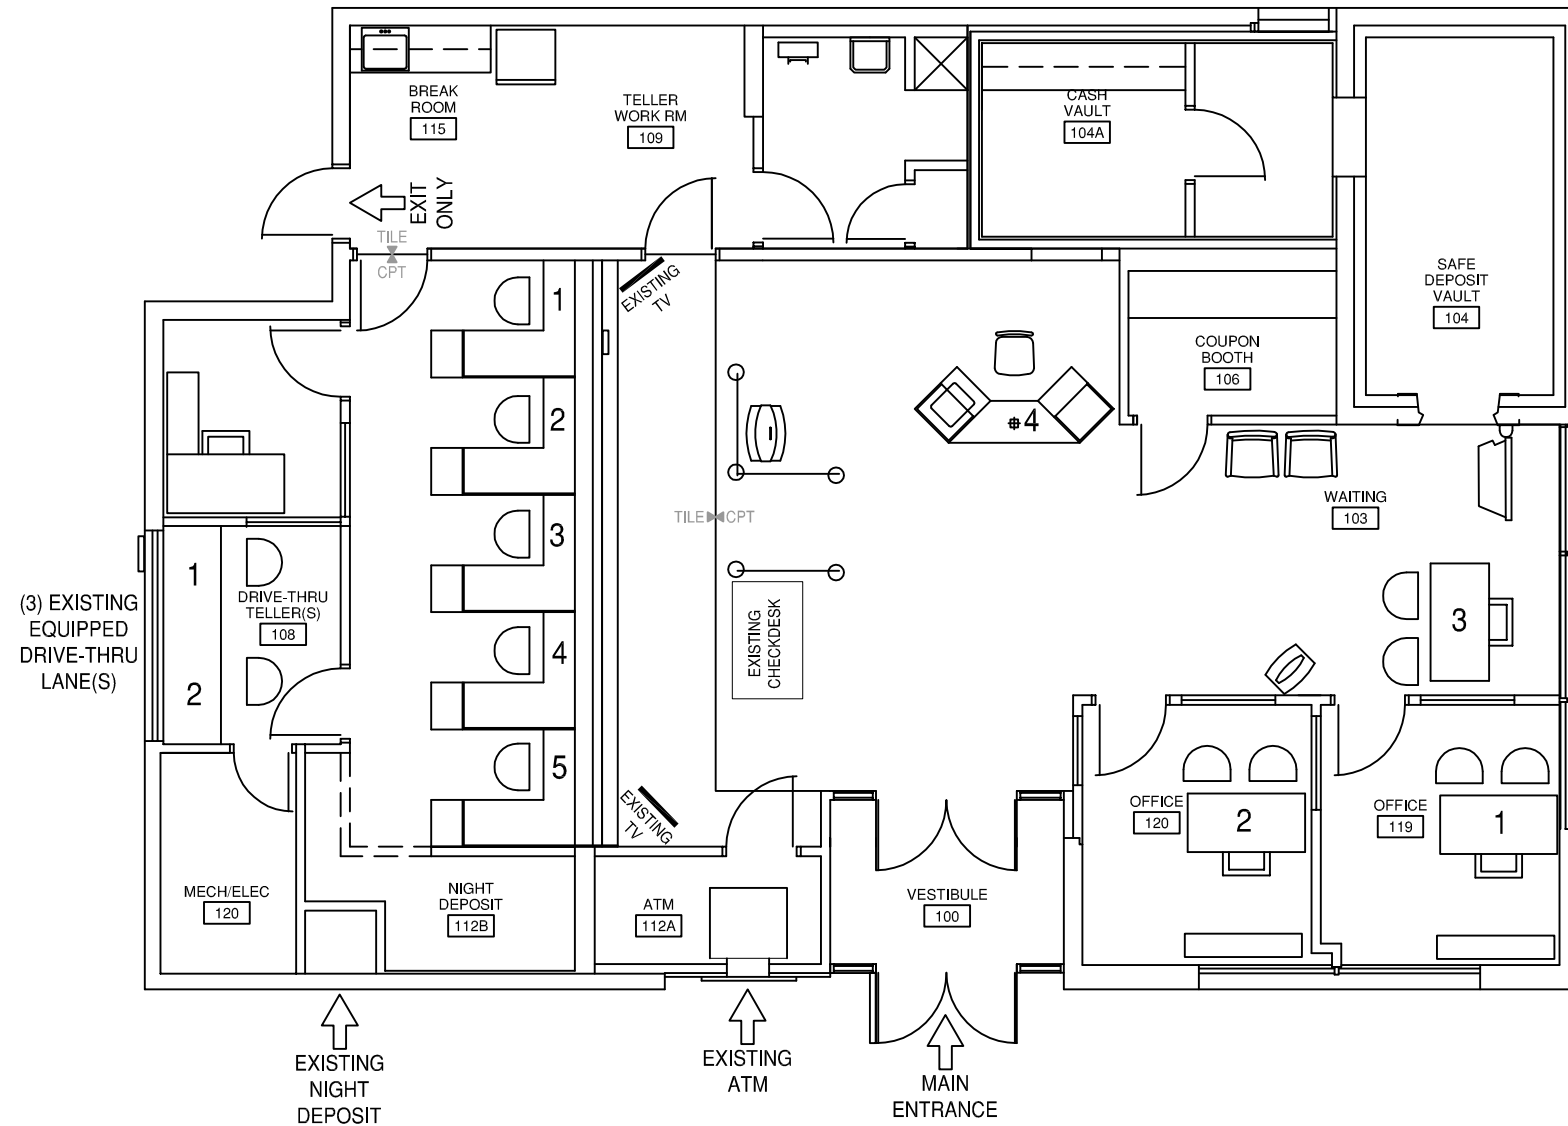 BREAK
ROOM
115
TELLER
WORK RM
109
CASH
VAULT
104A
EXIT
ONLY
TILE
CPT
EXISTING
TV
1
2
3
4
5
SAFE
DEPOSIT
VAULT
104
COUPON
BOOTH
106
4
WAITING
103
TILE CPT
(3) EXISTING
EQUIPPED
DRIVE-THRU
LANE(S)
1
2
DRIVE-THRU
TELLER(S)
108
EXISTING
CHECKDESK
3
EXISTING
TV
OFFICE
120
2
OFFICE
119
1
MECH/ELEC
120
NIGHT
DEPOSIT
112B
ATM
112A
VESTIBULE
100
EXISTING
NIGHT
DEPOSIT
EXISTING
ATM
MAIN
ENTRANCE